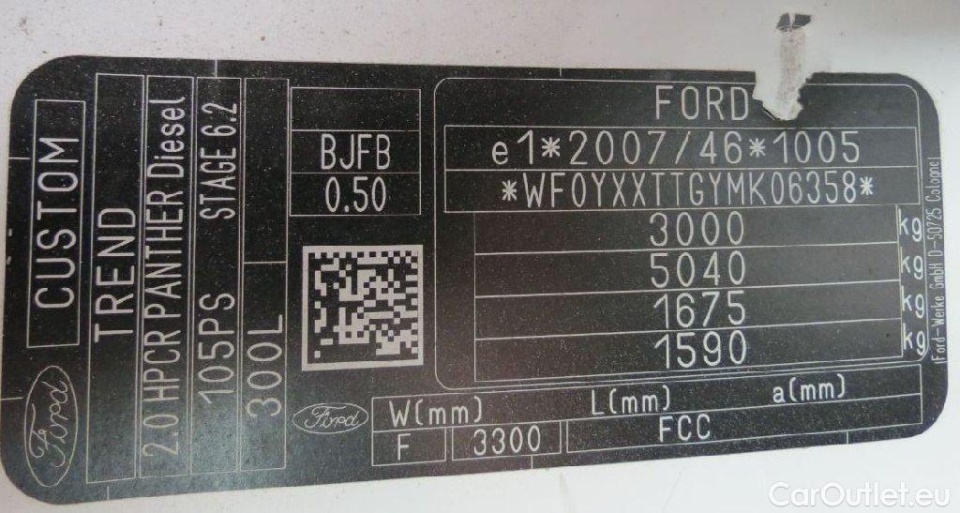 CUSTOM
TREND
2.0 HPCR PANTHER Diesel
105PS STAGE 6.2
300L
Ford
BJFB
0.50
Ford
FORD
e1*2007/46*1005
*WF0YXXTTGYMK06358*
3000 kg
5040 kg
1675 kg
1590 kg
Ford-Werke GmbH D-50725 Cologne
W(mm) L(mm) a(mm)
F 3300 FCC
CarOutlet.eu